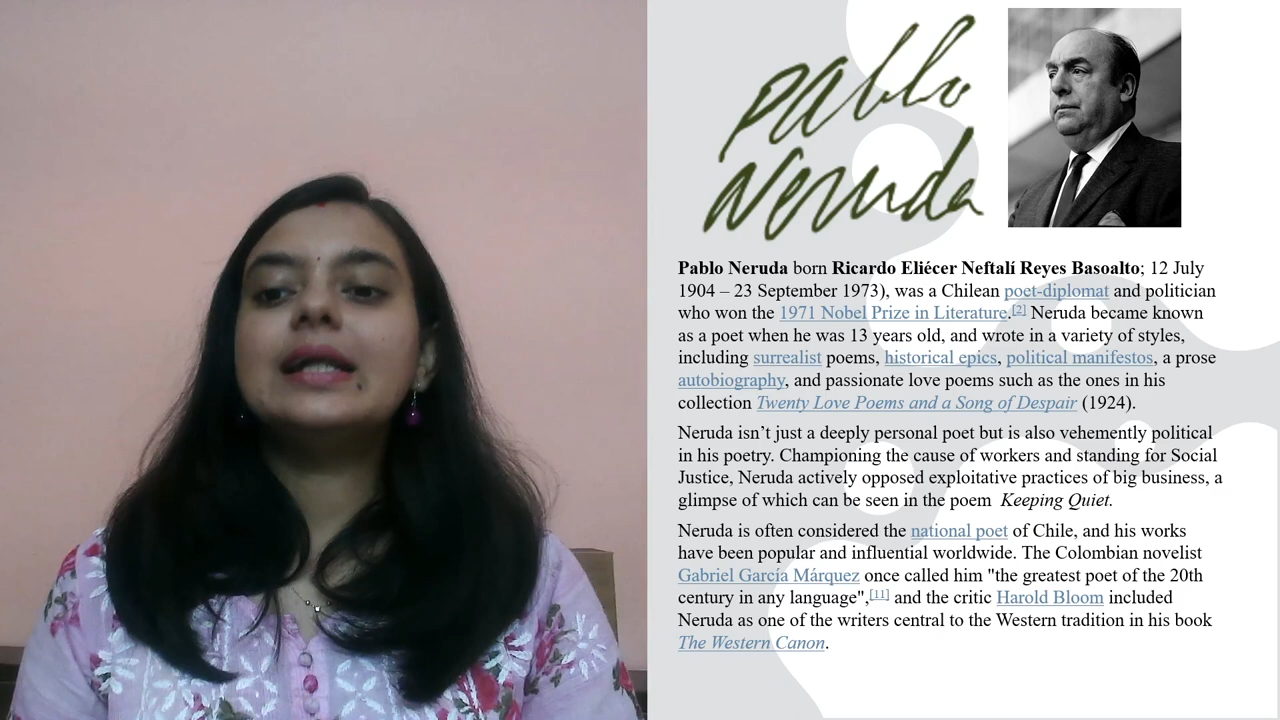 Pablo
Neruda
Pablo Neruda born Ricardo Eliécer Neftalí Reyes Basoalto; 12 July
1904 – 23 September 1973), was a Chilean poet-diplomat and politician
who won the 1971 Nobel Prize in Literature.[2] Neruda became known
as a poet when he was 13 years old, and wrote in a variety of styles,
including surrealist poems, historical epics, political manifestos, a prose
autobiography, and passionate love poems such as the ones in his
collection Twenty Love Poems and a Song of Despair (1924).
Neruda isn’t just a deeply personal poet but is also vehemently political
in his poetry. Championing the cause of workers and standing for Social
Justice, Neruda actively opposed exploitative practices of big business, a
glimpse of which can be seen in the poem Keeping Quiet.
Neruda is often considered the national poet of Chile, and his works
have been popular and influential worldwide. The Colombian novelist
Gabriel García Márquez once called him "the greatest poet of the 20th
century in any language",[11] and the critic Harold Bloom included
Neruda as one of the writers central to the Western tradition in his book
The Western Canon.